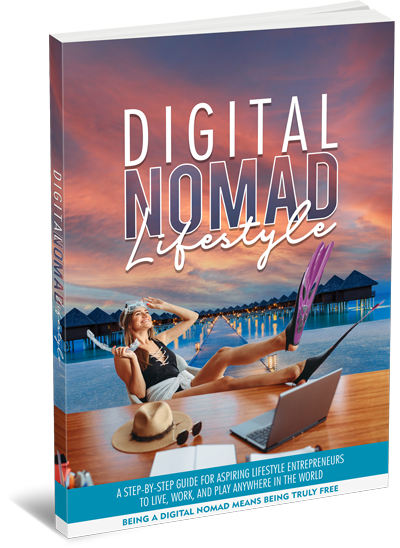 DIGITAL
NOMAD
Lifestyle
A STEP-BY-STEP GUIDE FOR ASPIRING LIFESTYLE ENTREPRENEURS
TO LIVE, WORK, AND PLAY ANYWHERE IN THE WORLD
BEING A DIGITAL NOMAD MEANS BEING TRULY FREE
DIGITAL NOMAD Lifestyle